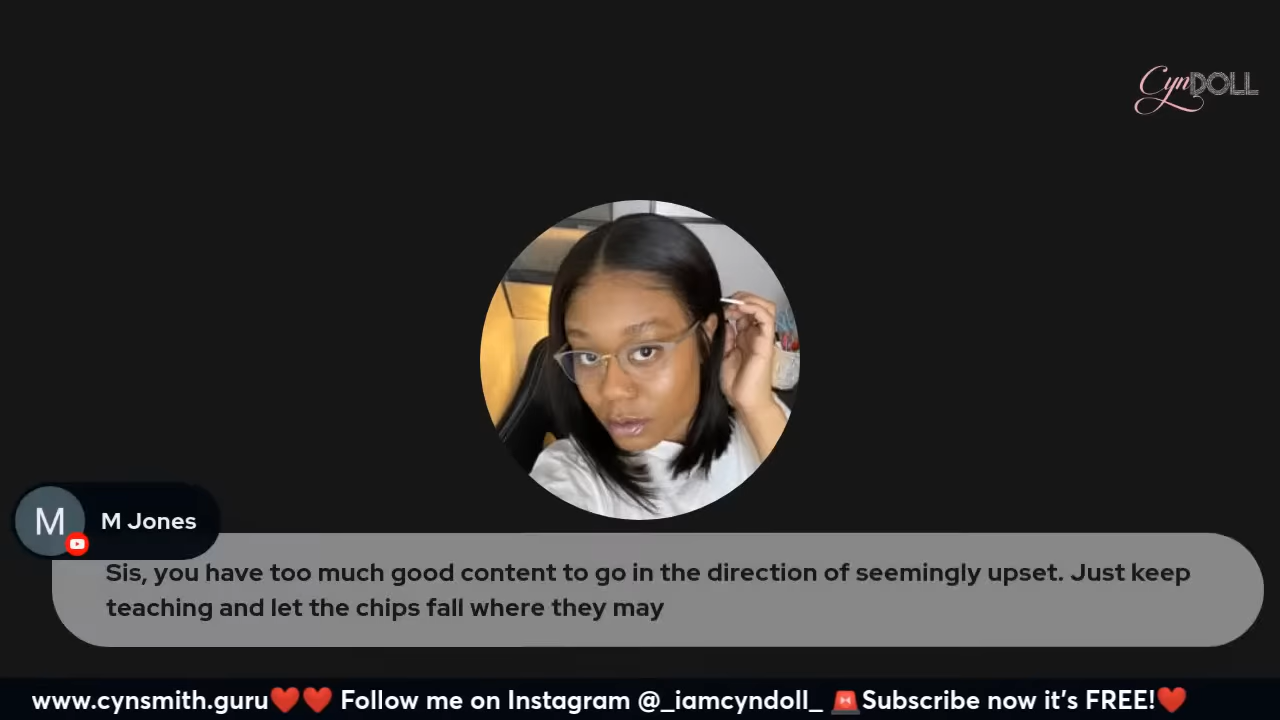 CynDOLL
M
M Jones
Sis, you have too much good content to go in the direction of seemingly upset. Just keep
teaching and let the chips fall where they may
www.cynsmith.guru❤️❤️ Follow me on Instagram @_iamcyndoll_ 🚨Subscribe now it's FREE!❤️